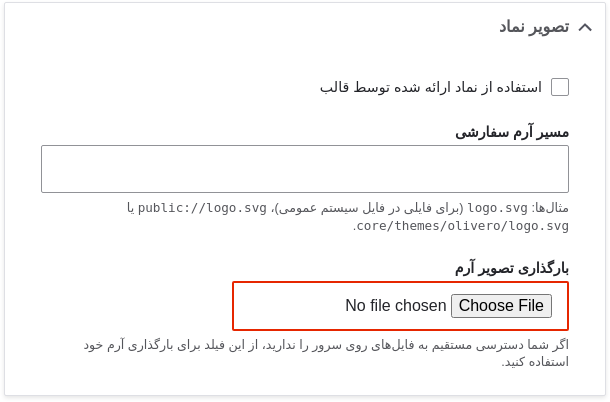 تصویر نماد
استفاده از نماد ارائه شده توسط قالب
مسیر آرم سفارشی
مثال‌ها: logo.svg (برای فایلی در فایل سیستم عمومی)، public://logo.svg یا
core/themes/olivero/logo.svg.
بارگذاری تصویر آرم
Choose File No file chosen
اگر شما دسترسی مستقیم به فایل‌های روی سرور را ندارید، از این فیلد برای بارگذاری آرم خود
استفاده کنید.